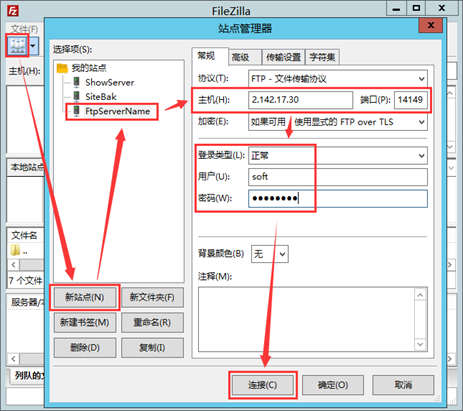 FileZilla
文件(F)
主机(H):
本地站点
文件名
..
7 个文件
服务器/本
列队的文
站点管理器
选择项(S):
我的站点
ShowServer
SiteBak
FtpServerName
新站点(N)
新文件夹(F)
新建书签(M)
重命名(R)
删除(D)
复制(I)
常规
高级
传输设置
字符集
协议(T):
FTP - 文件传输协议
主机(H):
2.142.17.30
端口(P):
14149
加密(E):
如果可用，使用显式的 FTP over TLS
登录类型(L):
正常
用户(U):
soft
密码(W):
●●●●●●●●
背景颜色(B)
无
注释(M):
连接(C)
确定(O)
取消